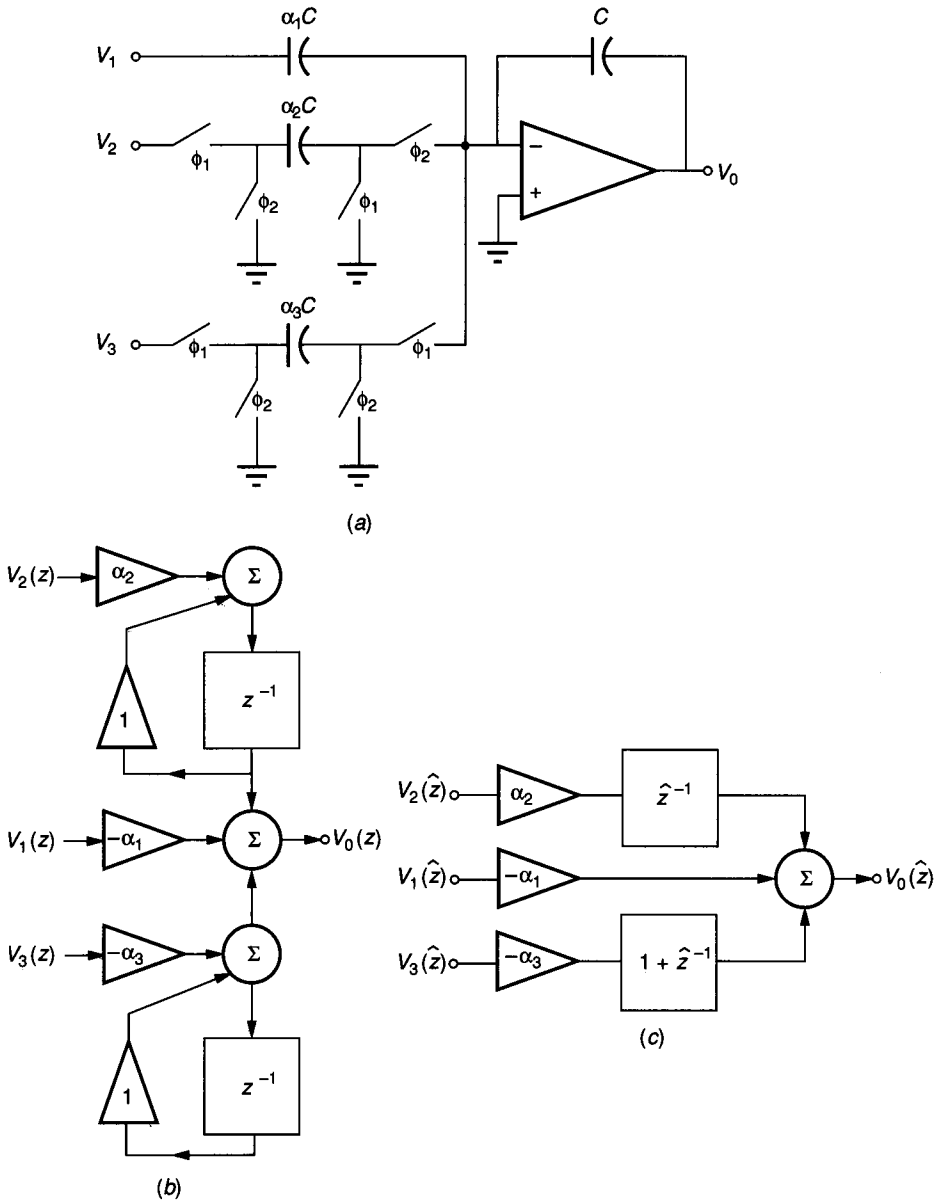 α₁C
C
V₁
α₂C
V₂
ϕ₁
ϕ₂
ϕ₂
ϕ₁
−
+
V₀
α₃C
V₃
ϕ₁
ϕ₁
ϕ₂
ϕ₂
(a)
V₂(z)
α₂
Σ
z⁻¹
1
V₁(z)
−α₁
Σ
V₀(z)
V₃(z)
−α₃
Σ
z⁻¹
1
(b)
V₂(ẑ)
α₂
ẑ⁻¹
V₁(ẑ)
−α₁
Σ
V₀(ẑ)
V₃(ẑ)
−α₃
1 + ẑ⁻¹
(c)